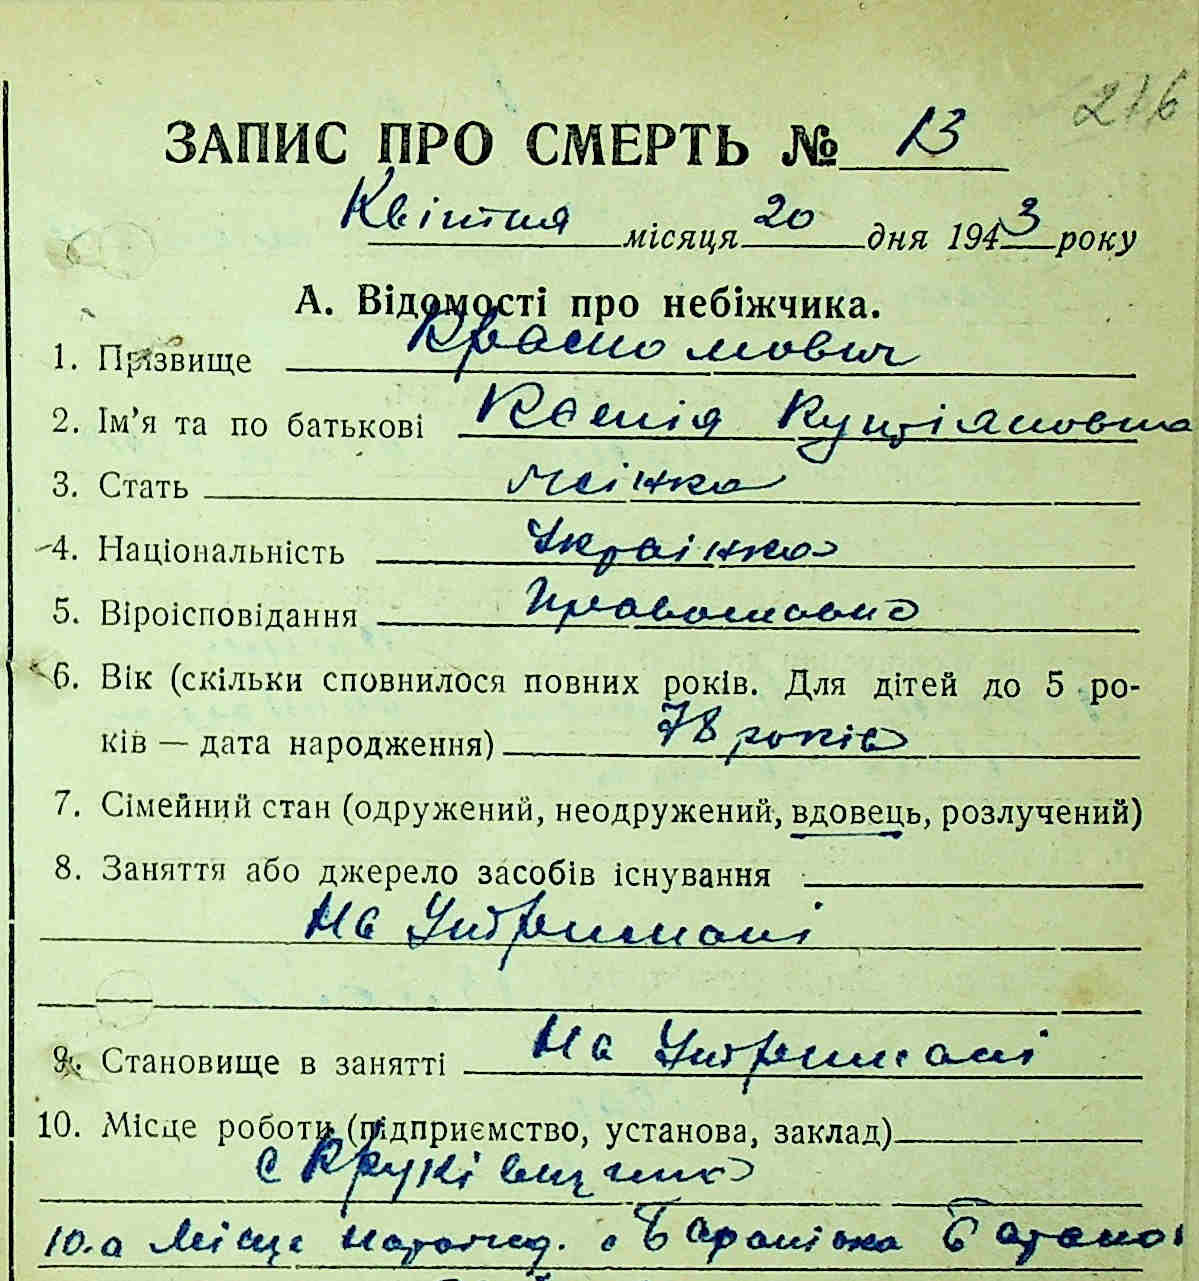 216
ЗАПИС ПРО СМЕРТЬ № 13
Квітня місяця 20 дня 1943 року
А. Відомості про небіжчика.
1. Прізвище Красномович
2. Ім'я та по батькові Ксенія
3. Стать жінка
4. Національність Українка
5. Віроісповідання Православна
6. Вік (скільки сповнилося повних років. Для дітей до 5 ро-
ків — дата народження) 78 років
7. Сімейний стан (одружений, неодружений, вдовець, розлучений)
8. Заняття або джерело засобів існування
на Утриманні
9. Становище в занятті на Утриманні
10. Місце роботи (підприємство, установа, заклад)
с
10.а Місце народж. с Баранівка